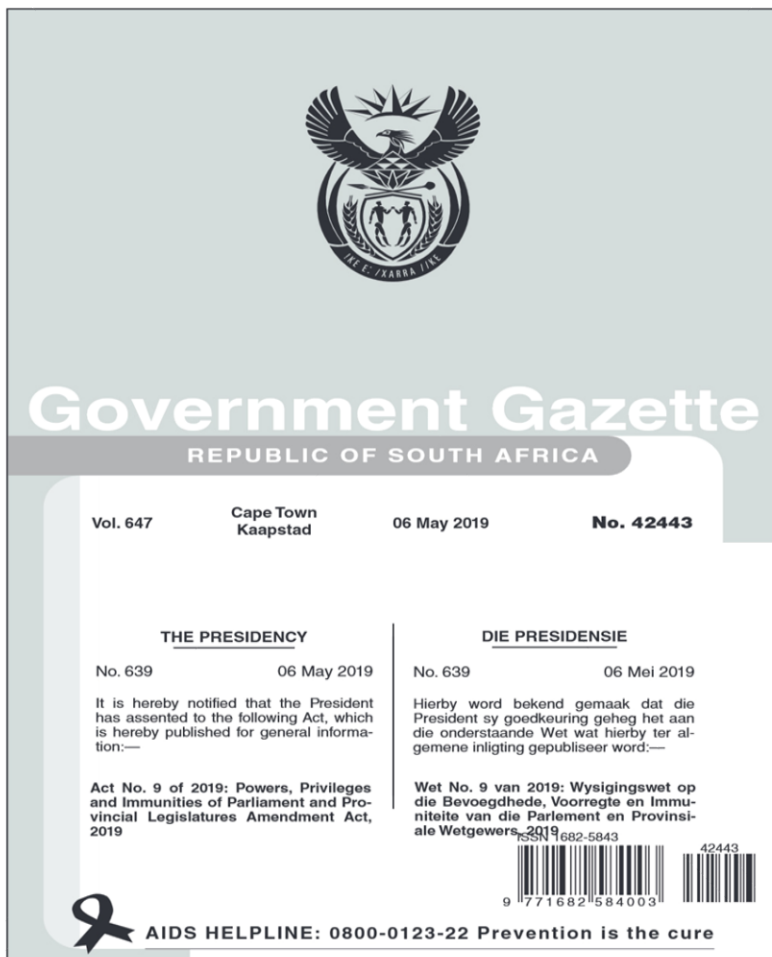 !KE E: /XARRA //KE
Government Gazette
REPUBLIC OF SOUTH AFRICA
Vol. 647
Cape Town
Kaapstad
06 May 2019
No. 42443
THE PRESIDENCY
No. 639 06 May 2019
It is hereby notified that the President
has assented to the following Act, which
is hereby published for general informa-
tion:—
Act No. 9 of 2019: Powers, Privileges
and Immunities of Parliament and Pro-
vincial Legislatures Amendment Act,
2019
DIE PRESIDENSIE
No. 639 06 Mei 2019
Hierby word bekend gemaak dat die
President sy goedkeuring geheg het aan
die onderstaande Wet wat hierby ter al-
gemene inligting gepubliseer word:—
Wet No. 9 van 2019: Wysigingswet op
die Bevoegdhede, Voorregte en Immu-
niteite van die Parlement en Provinsi-
ale Wetgewers, 2019
ISSN 1682-5843
42443
9 771682 584003
AIDS HELPLINE: 0800-0123-22 Prevention is the cure